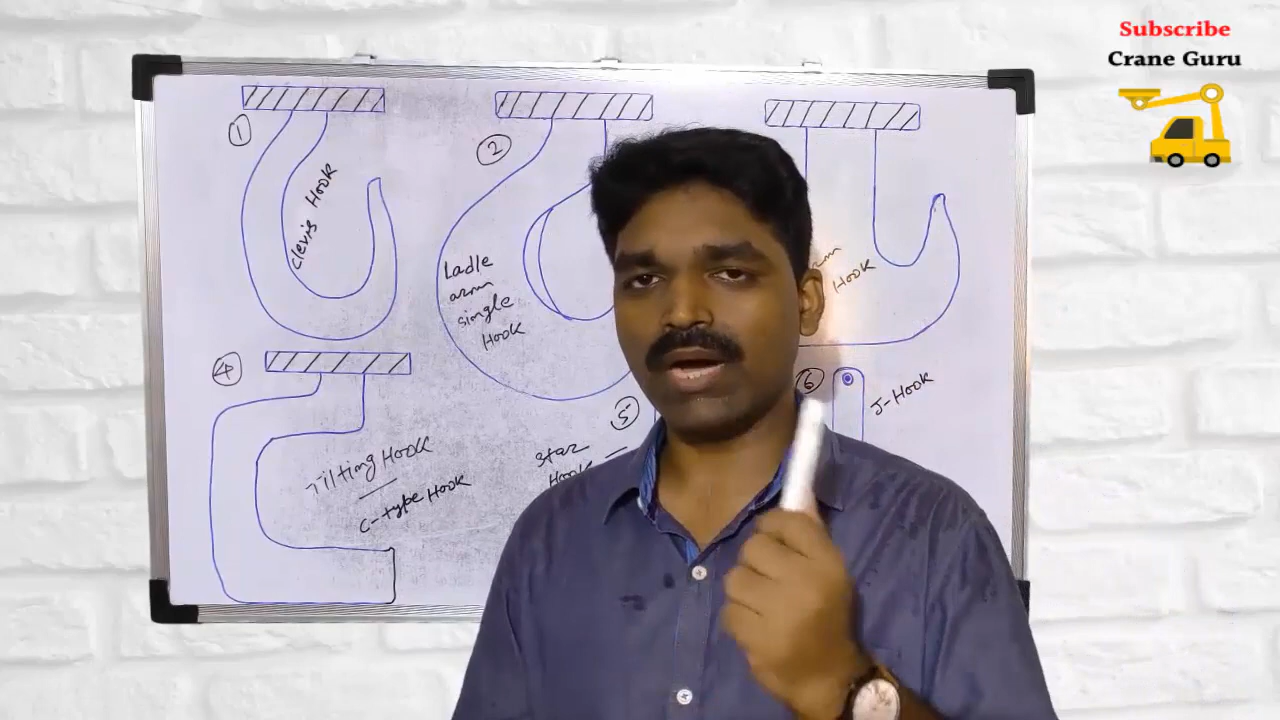 Subscribe
Crane Guru
1
Clevis Hook
2
Ladle
arm
single
Hook
Hook
4
Tilting Hook
C-type Hook
5
Star
Hook
6
J-Hook